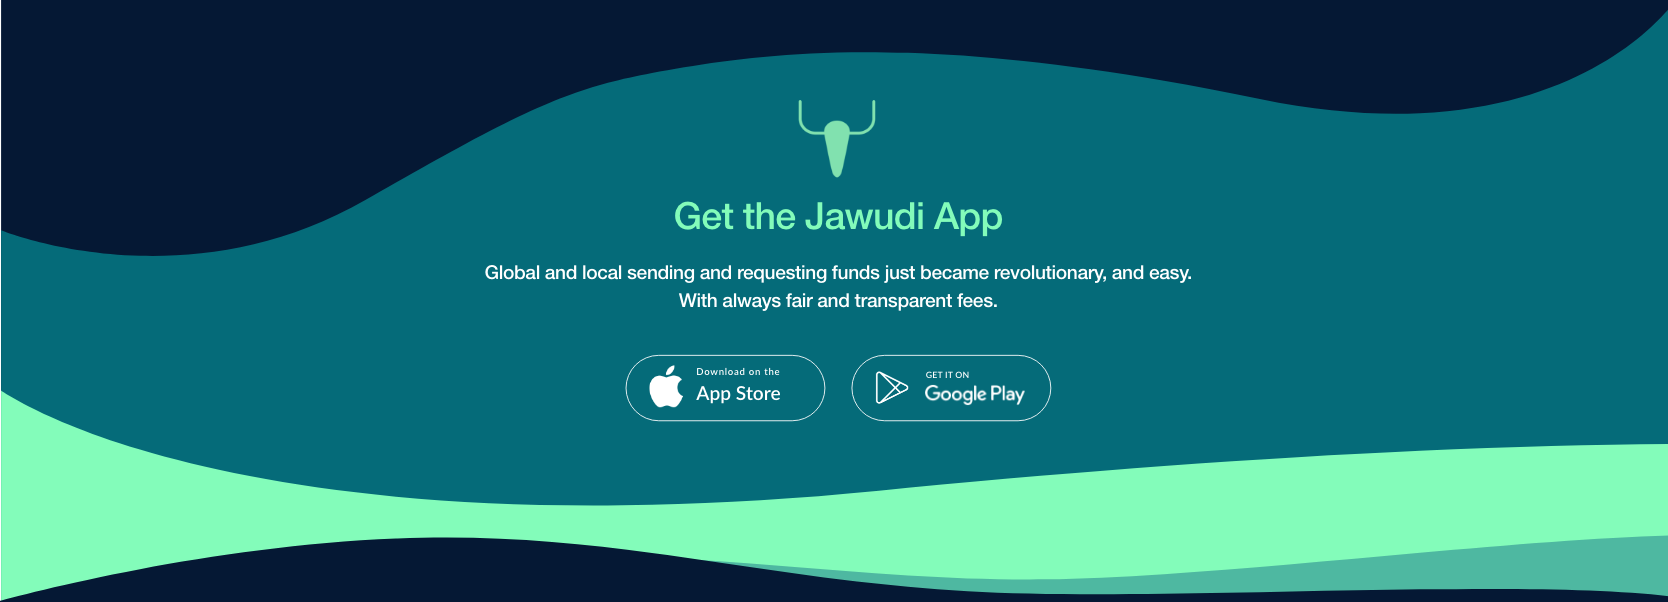 Get the Jawudi App
Global and local sending and requesting funds just became revolutionary, and easy.
With always fair and transparent fees.
Download on the
App Store
GET IT ON
Google Play